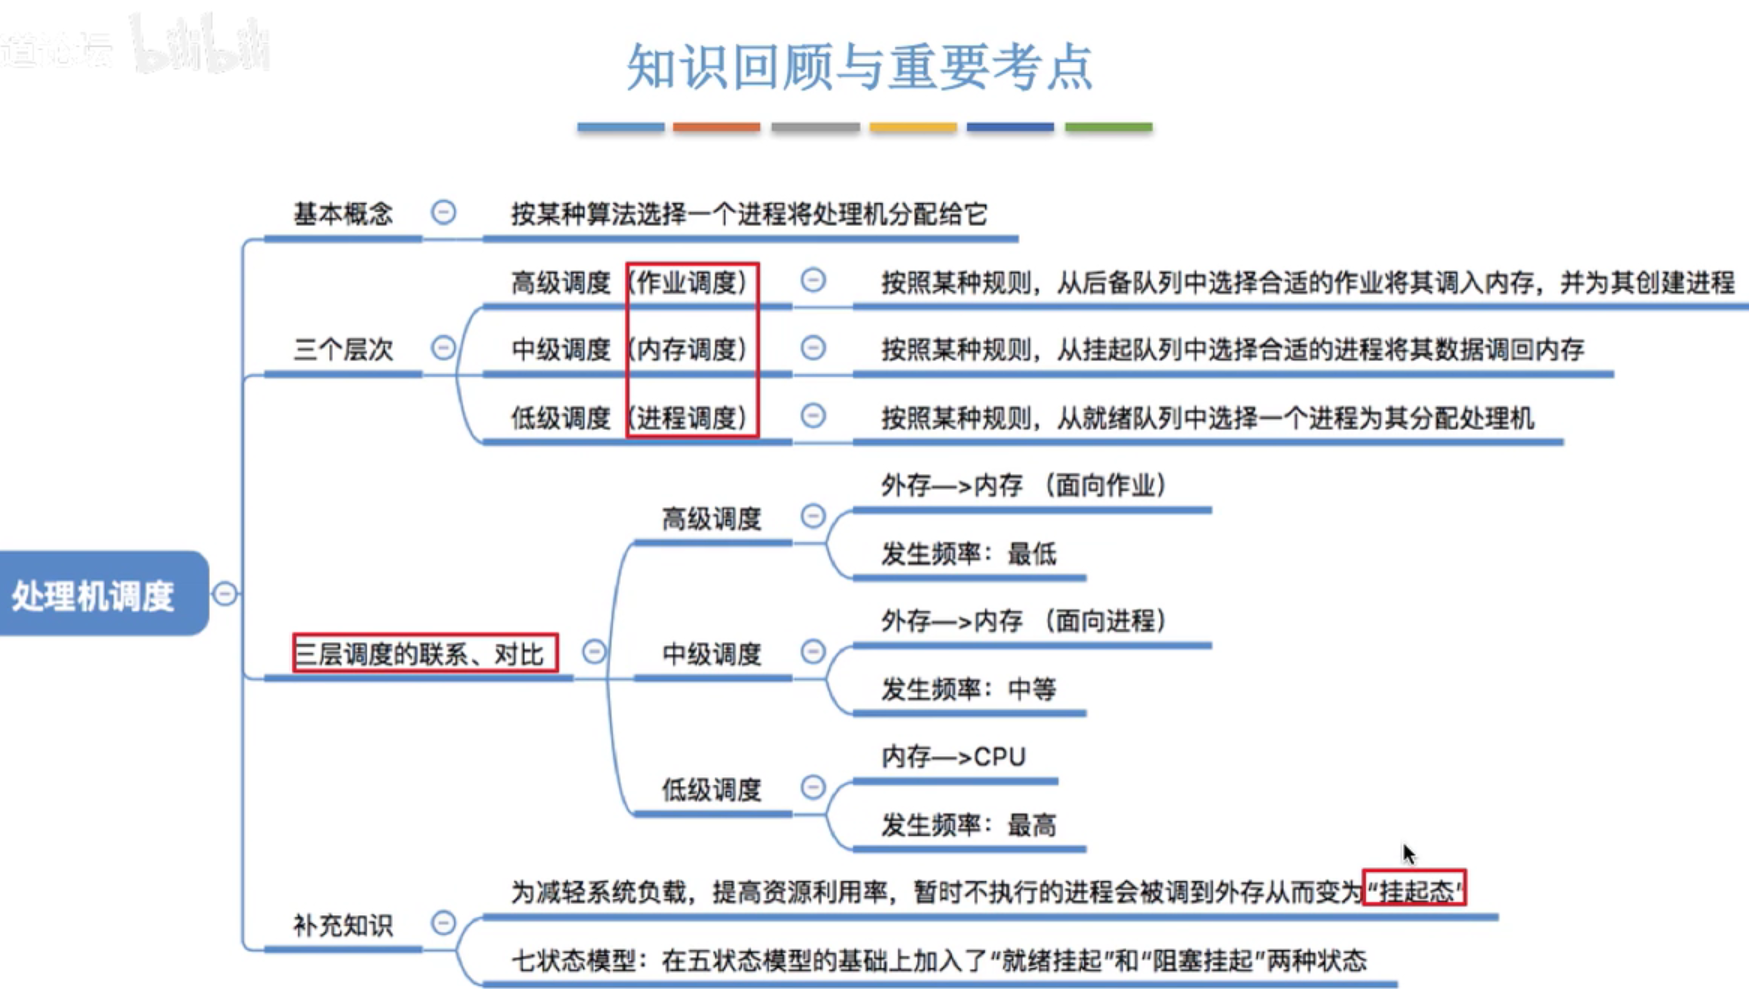 道论坛 bilibili
知识回顾与重要考点
基本概念
按某种算法选择一个进程将处理机分配给它
三个层次
高级调度（作业调度）
按照某种规则，从后备队列中选择合适的作业将其调入内存，并为其创建进程
中级调度（内存调度）
按照某种规则，从挂起队列中选择合适的进程将其数据调回内存
低级调度（进程调度）
按照某种规则，从就绪队列中选择一个进程为其分配处理机
处理机调度
三层调度的联系、对比
高级调度
外存—>内存 （面向作业）
发生频率：最低
中级调度
外存—>内存 （面向进程）
发生频率：中等
低级调度
内存—>CPU
发生频率：最高
补充知识
为减轻系统负载，提高资源利用率，暂时不执行的进程会被调到外存从而变为“挂起态”
七状态模型：在五状态模型的基础上加入了“就绪挂起”和“阻塞挂起”两种状态